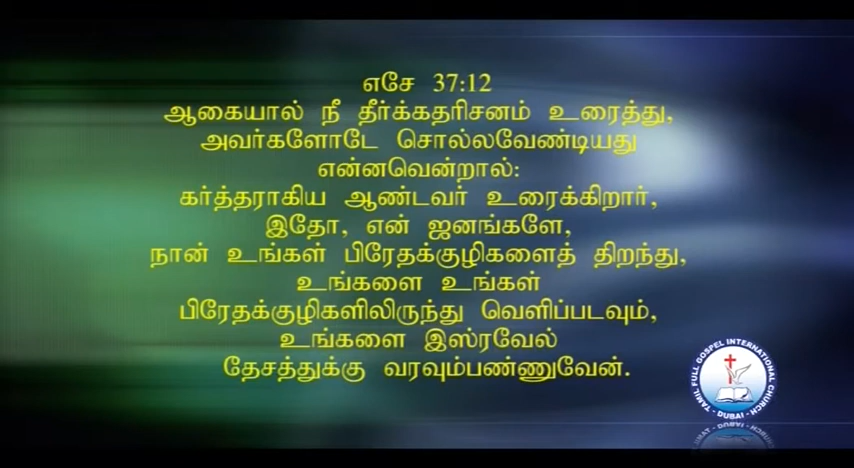 எசே 37:12
ஆகையால் நீ தீர்க்கதரிசனம் உரைத்து,
அவர்களோடே சொல்லவேண்டியது
என்னவென்றால்:
கர்த்தராகிய ஆண்டவர் உரைக்கிறார்,
இதோ, என் ஜனங்களே,
நான் உங்கள் பிரேதக்குழிகளைத் திறந்து,
உங்களை உங்கள்
பிரேதக்குழிகளிலிருந்து வெளிப்படவும்,
உங்களை இஸ்ரவேல்
தேசத்துக்கு வரவும்பண்ணுவேன்.
TAMIL FULL GOSPEL INTERNATIONAL CHURCH
- DUBAI -